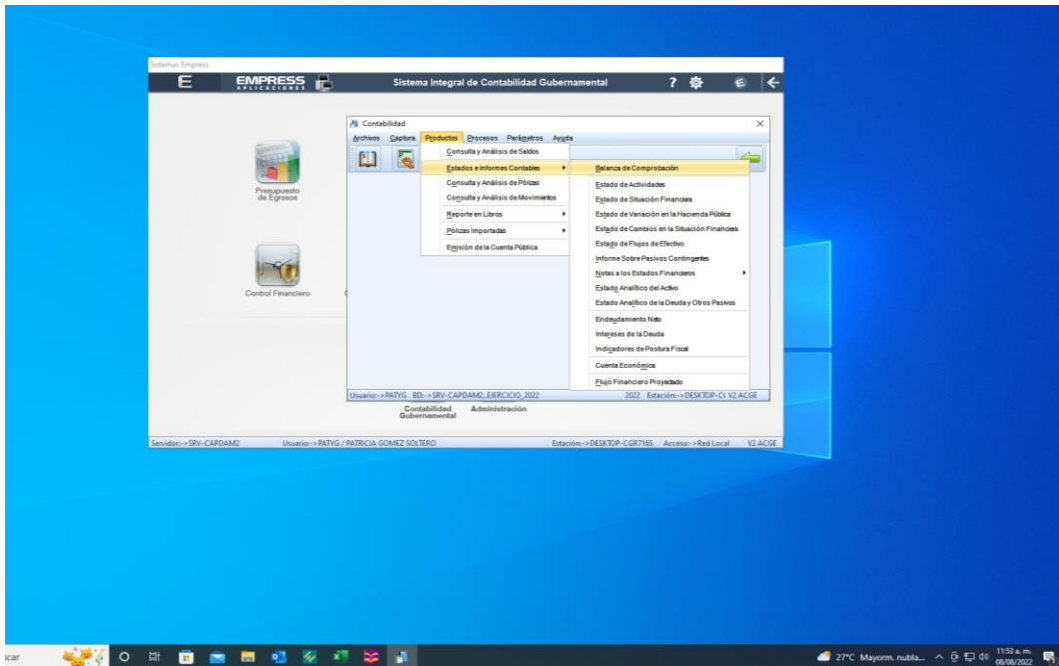 Sistemas Empress
E EMPRESS Sistema Integral de Contabilidad Gubernamental ?
APLICACIONES
Contabilidad
Archivos Captura Productos Procesos Parámetros Ayuda
Consulta y Análisis de Saldos
Estados e Informes Contables
Consulta y Análisis de Pólizas
Consulta y Análisis de Movimientos
Reporte en Libros
Pólizas Importadas
Emisión de la Cuenta Pública
Balanza de Comprobación
Estado de Actividades
Estado de Situación Financiera
Estado de Variación en la Hacienda Pública
Estado de Cambios en la Situación Financiera
Estado de Flujos de Efectivo
Informe Sobre Pasivos Contingentes
Notas a los Estados Financieros
Estado Analítico del Activo
Estado Analítico de la Deuda y Otros Pasivos
Endeudamiento Neto
Intereses de la Deuda
Indicadores de Postura Fiscal
Cuenta Económica
Flujo Financiero Proyectado
Presupuesto
de Egresos
Control Financiero
Usuario:->PATYG BD:->SRV-CAPDAM2..EJERCICIO_2022 2022 Estación:->DESKTOP-C( V2 ACGE
Contabilidad
Gubernamental
Administración
Servidor:->SRV-CAPDAM2 Usuario:->PATYG / PATRICIA GOMEZ SOLTERO Estación:->DESKTOP-CGR7165 Acceso:->Red Local V2 ACGE
scar
27°C Mayorm. nubla...
11:53 a. m.
08/08/2022